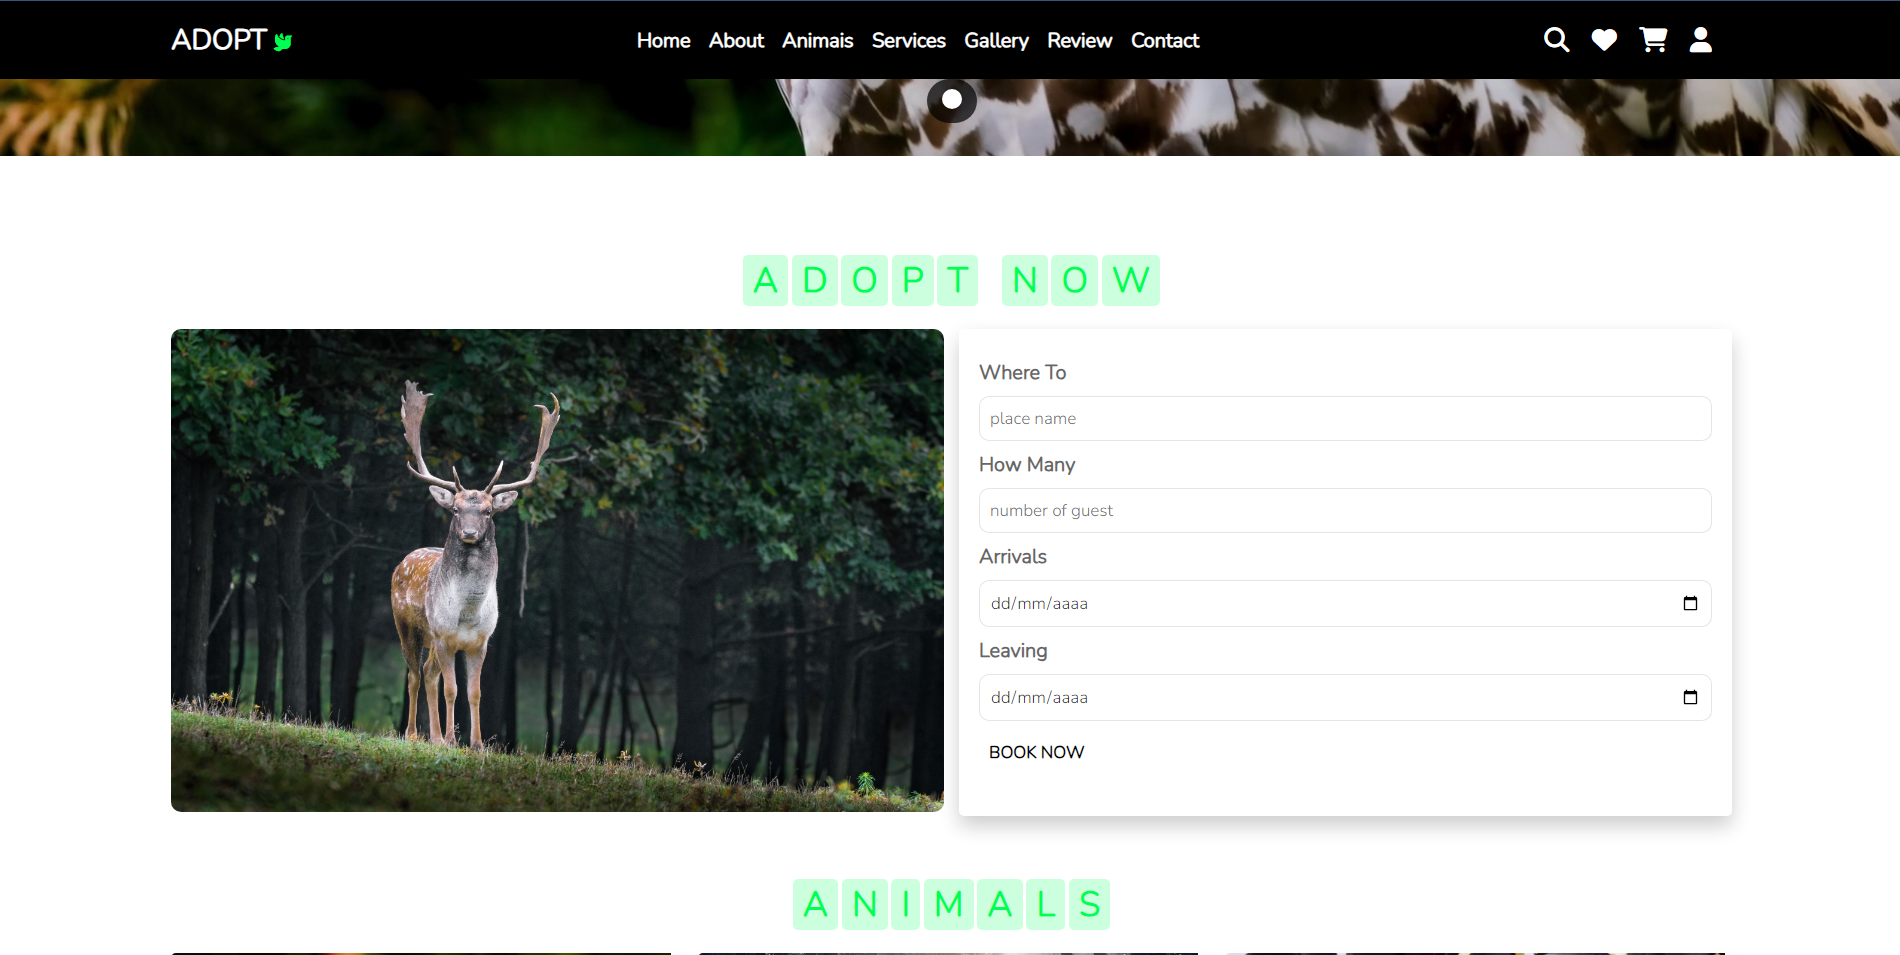 ADOPT
Home About Animais Services Gallery Review Contact
ADOPT NOW
Where To
place name
How Many
number of guest
Arrivals
dd/mm/aaaa
Leaving
dd/mm/aaaa
BOOK NOW
ANIMALS